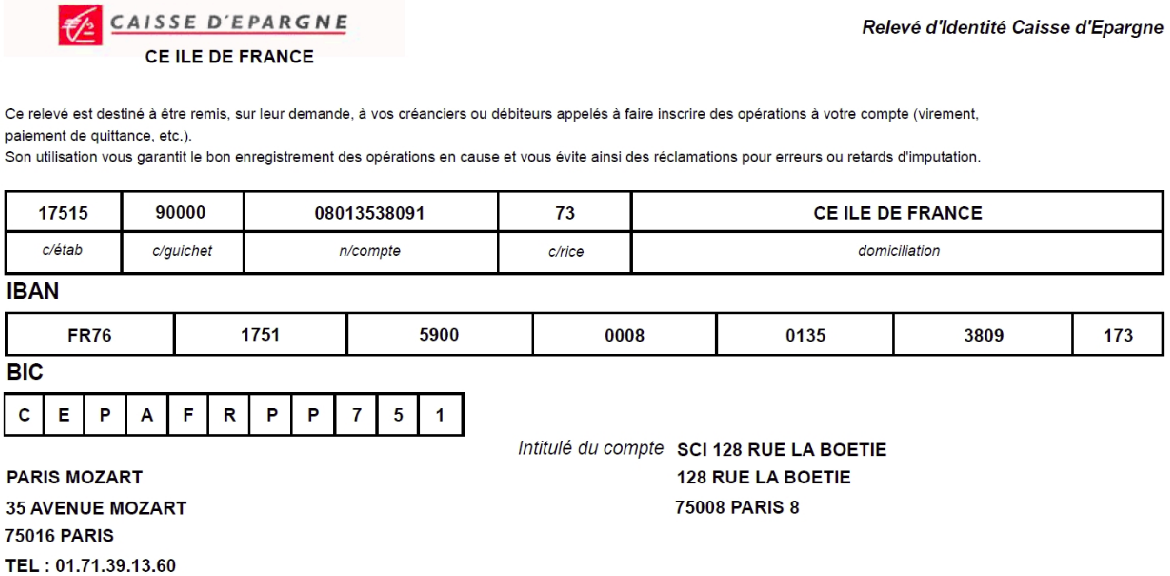 CAISSE D'EPARGNE
CE ILE DE FRANCE
Relevé d'Identité Caisse d'Epargne
Ce relevé est destiné à être remis, sur leur demande, à vos créanciers ou débiteurs appelés à faire inscrire des opérations à votre compte (virement,
paiement de quittance, etc.).
Son utilisation vous garantit le bon enregistrement des opérations en cause et vous évite ainsi des réclamations pour erreurs ou retards d'imputation.
17515 90000 08013538091 73 CE ILE DE FRANCE
c/étab c/guichet n/compte c/rice domiciliation
IBAN
FR76 1751 5900 0008 0135 3809 173
BIC
C E P A F R P P 7 5 1
Intitulé du compte SCI 128 RUE LA BOETIE
128 RUE LA BOETIE
75008 PARIS 8
PARIS MOZART
35 AVENUE MOZART
75016 PARIS
TEL : 01.71.39.13.60